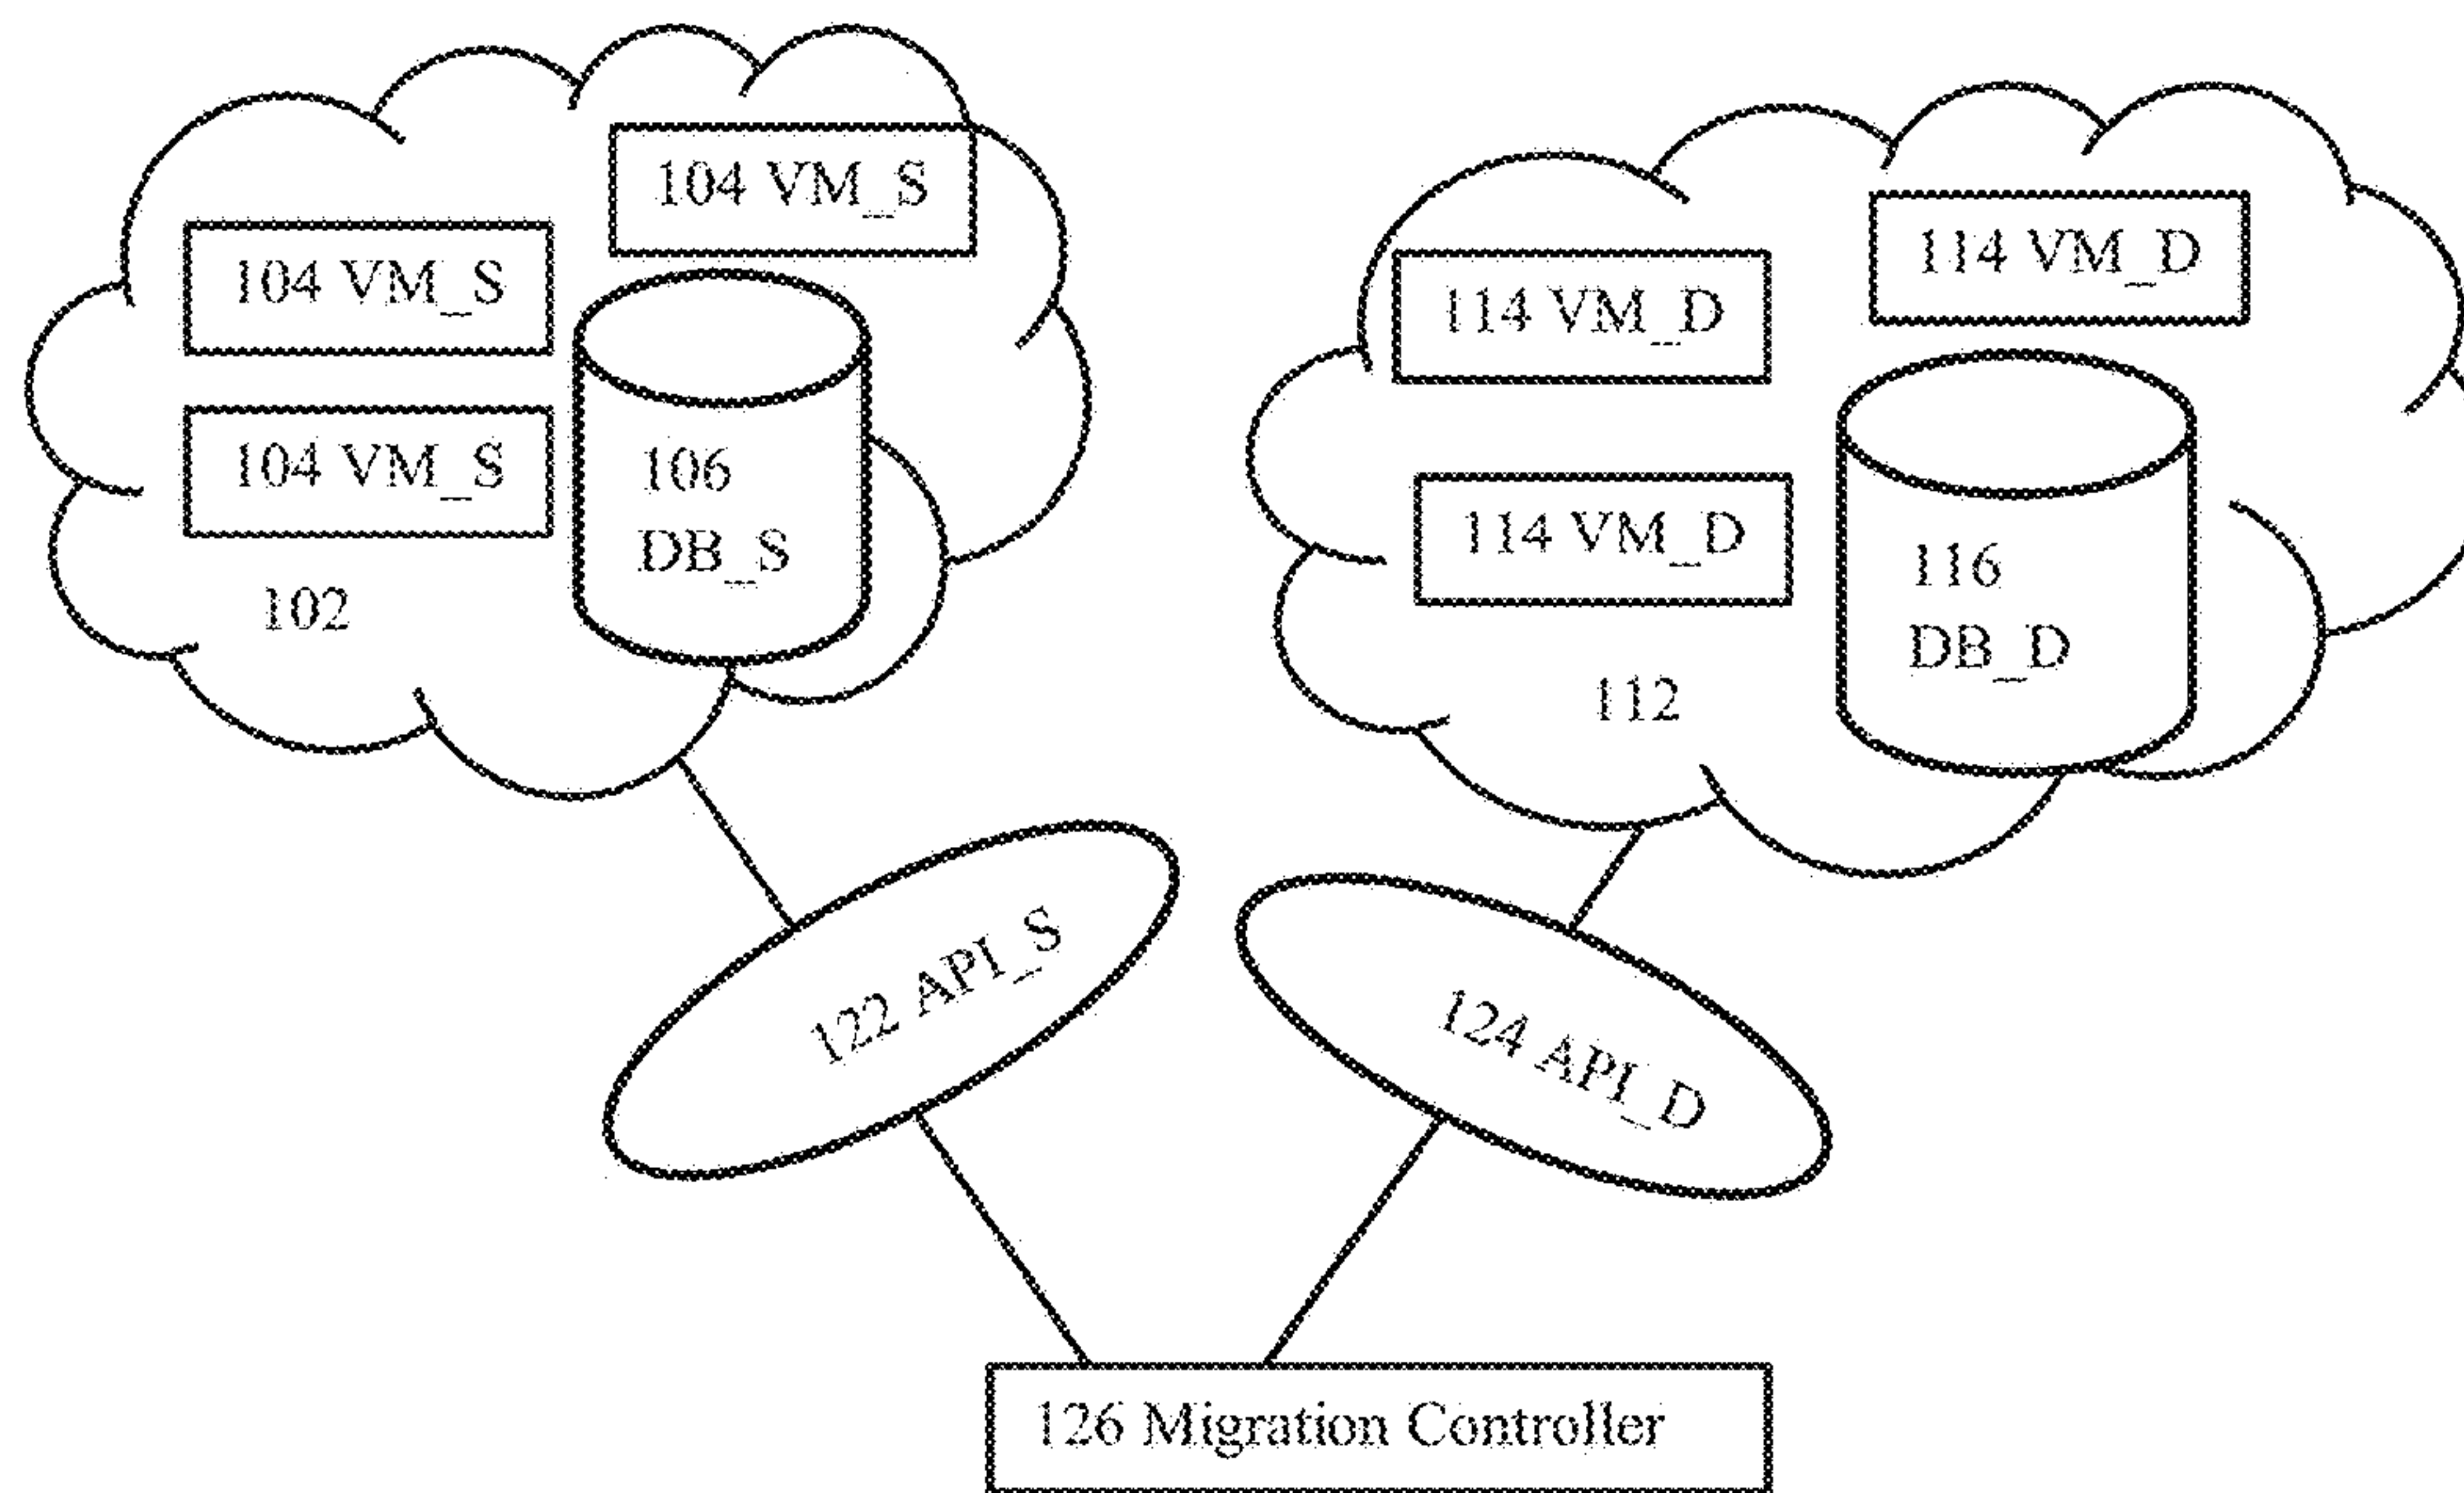 104 VM_S
104 VM_S
104 VM_S
106
DB_S
102
114 VM_D
114 VM_D
114 VM_D
116
DB_D
112
122 API_S
124 API_D
126 Migration Controller